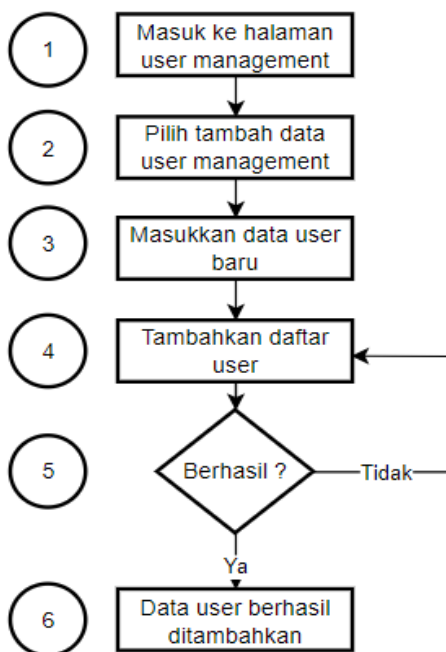 1
Masuk ke halaman
user management
2
Pilih tambah data
user management
3
Masukkan data user
baru
4
Tambahkan daftar
user
5
Berhasil ?
Tidak
Ya
6
Data user berhasil
ditambahkan